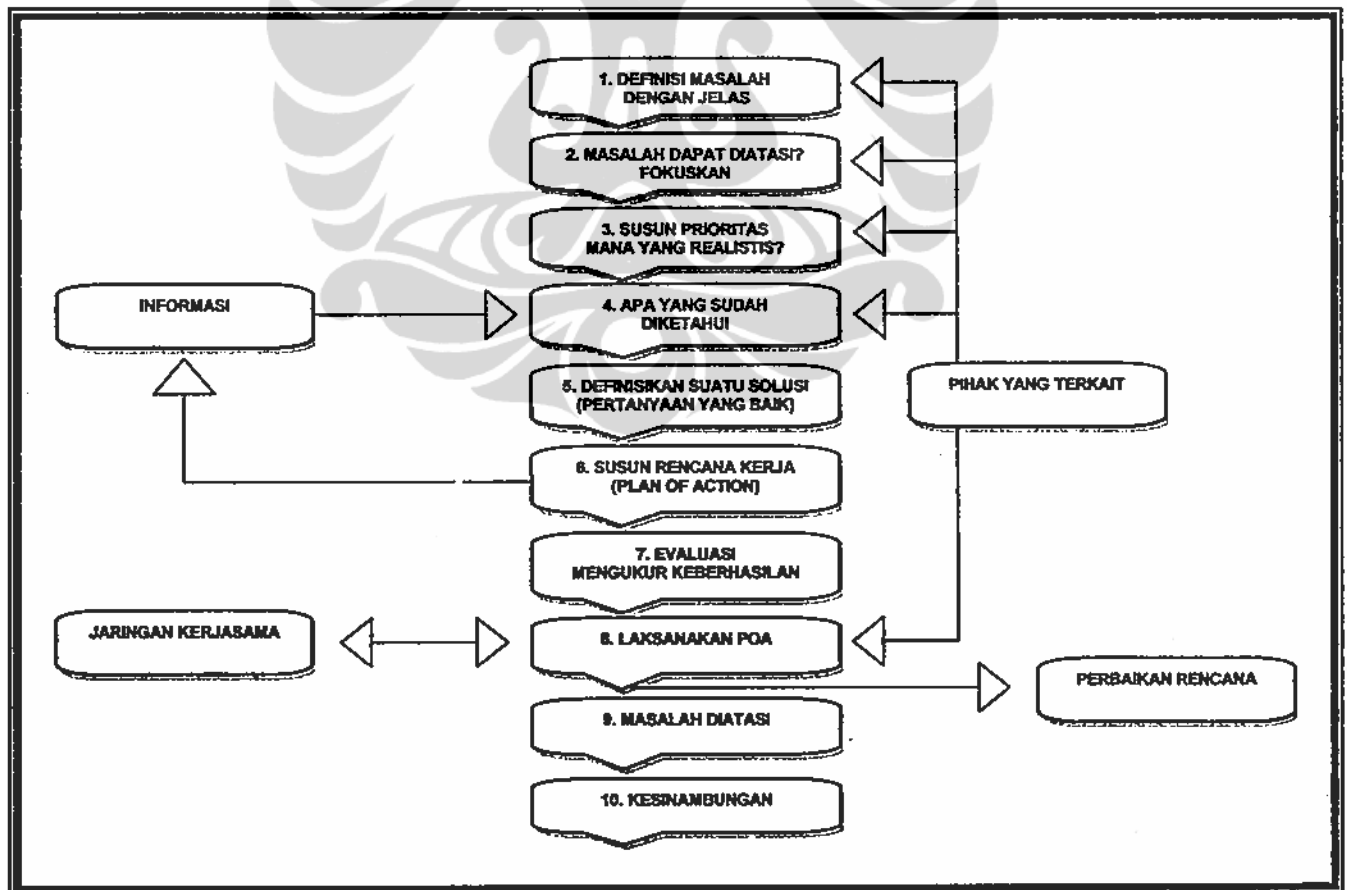 1. DEFINISI MASALAH
DENGAN JELAS
2. MASALAH DAPAT DIATASI?
FOKUSKAN
3. SUSUN PRIORITAS
MANA YANG REALISTIS?
INFORMASI
4. APA YANG SUDAH
DIKETAHUI
5. DEFINISIKAN SUATU SOLUSI
(PERTANYAAN YANG BAIK)
PIHAK YANG TERKAIT
6. SUSUN RENCANA KERJA
(PLAN OF ACTION)
7. EVALUASI
MENGUKUR KEBERHASILAN
JARINGAN KERJASAMA
8. LAKSANAKAN POA
PERBAIKAN RENCANA
9. MASALAH DIATASI
10. KESINAMBUNGAN